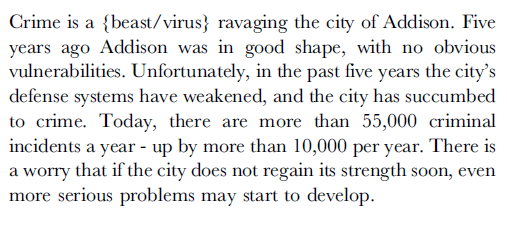 Crime is a {beast/virus} ravaging the city of Addison. Five
years ago Addison was in good shape, with no obvious
vulnerabilities. Unfortunately, in the past five years the city's
defense systems have weakened, and the city has succumbed
to crime. Today, there are more than 55,000 criminal
incidents a year - up by more than 10,000 per year. There is
a worry that if the city does not regain its strength soon, even
more serious problems may start to develop.